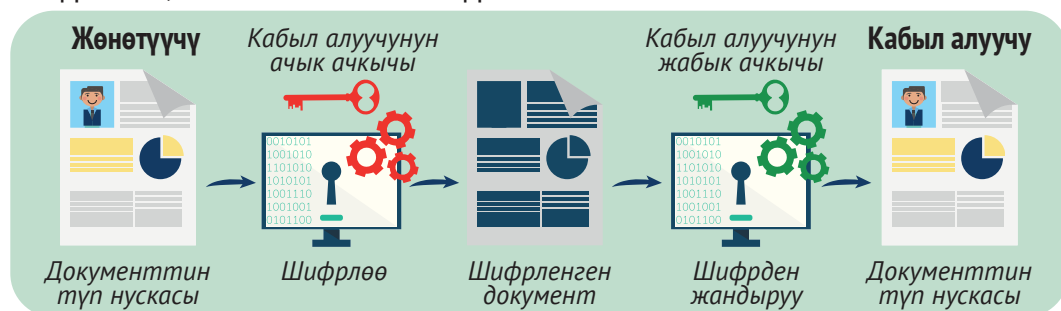 Жөнөтүүчү
Кабыл алуучунун
ачык ачкычы
Кабыл алуучунун
жабык ачкычы
Кабыл алуучу
0010101
1001010
1101010
1010101
1001110
1001001
0101100
0010101
1001010
1101010
1010101
1001110
1001001
0101100
Документтин
түп нускасы
Шифрлөө
Шифрленген
документ
Шифрден
жандыруу
Документтин
түп нускасы